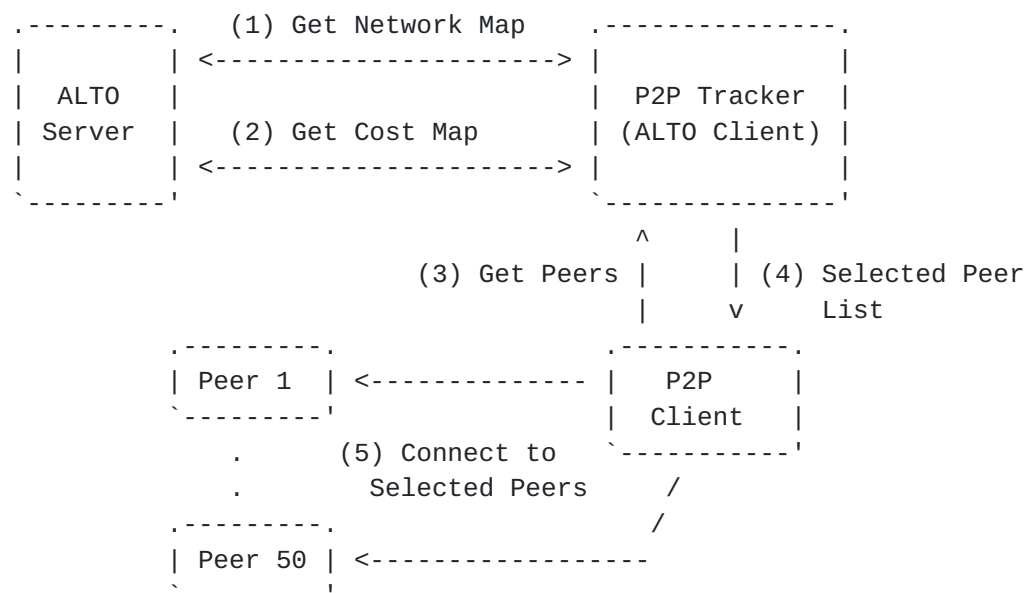 .---------.   (1) Get Network Map    .---------------.
|         | <----------------------> |               |
|  ALTO   |                          |  P2P Tracker  |
| Server  |   (2) Get Cost Map       | (ALTO Client) |
|         | <----------------------> |               |
`---------'                          `---------------'
                                        ^     |
                          (3) Get Peers |     | (4) Selected Peer
                                        |     v     List
          .---------.                 .-----------.
          | Peer 1  | <-------------- |   P2P     |
          `---------'                 |  Client   |
              .      (5) Connect to   `-----------'
              .        Selected Peers     /
          .---------.                    /
          | Peer 50 | <------------------
          `         '